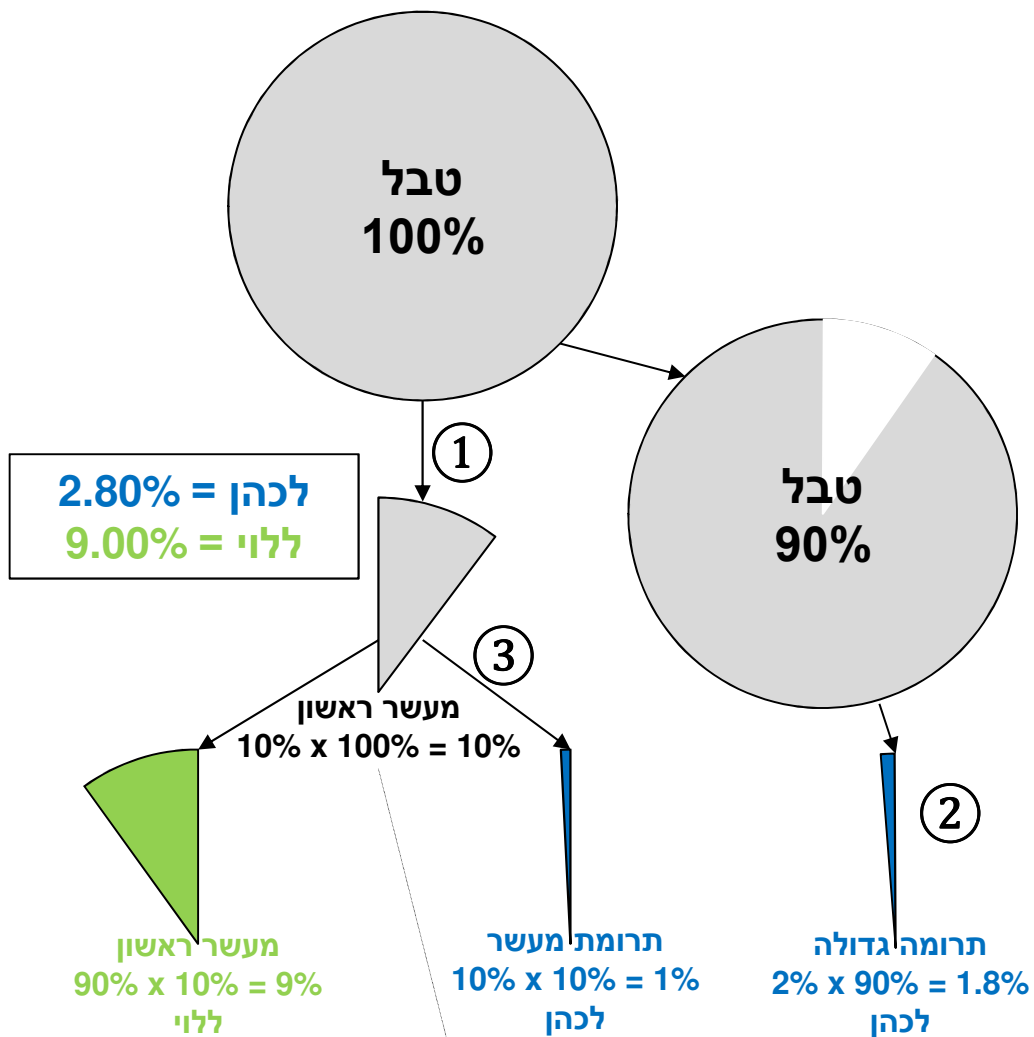 טבל
100%
①
לכהן = 2.80%
ללוי = 9.00%
טבל
90%
③
מעשר ראשון
10% x 100% = 10%
②
מעשר ראשון
90% x 10% = 9%
ללוי
תרומת מעשר
10% x 10% = 1%
לכהן
תרומה גדולה
2% x 90% = 1.8%
לכהן